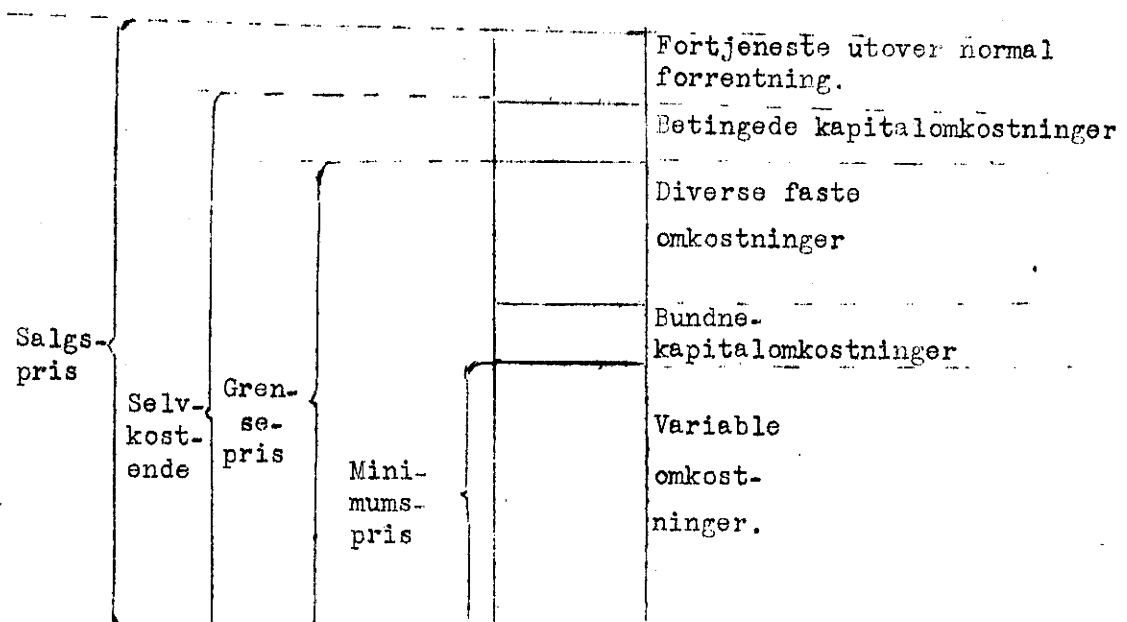 Fortjeneste utover normal
forrentning.
Betingede kapitalomkostninger
Diverse faste
omkostninger
Bundne-
kapitalomkostninger
Variable
omkost-
ninger.
Salgs-
pris
Selv-
kost-
ende
Gren-
se-
pris
Mini-
mums-
pris